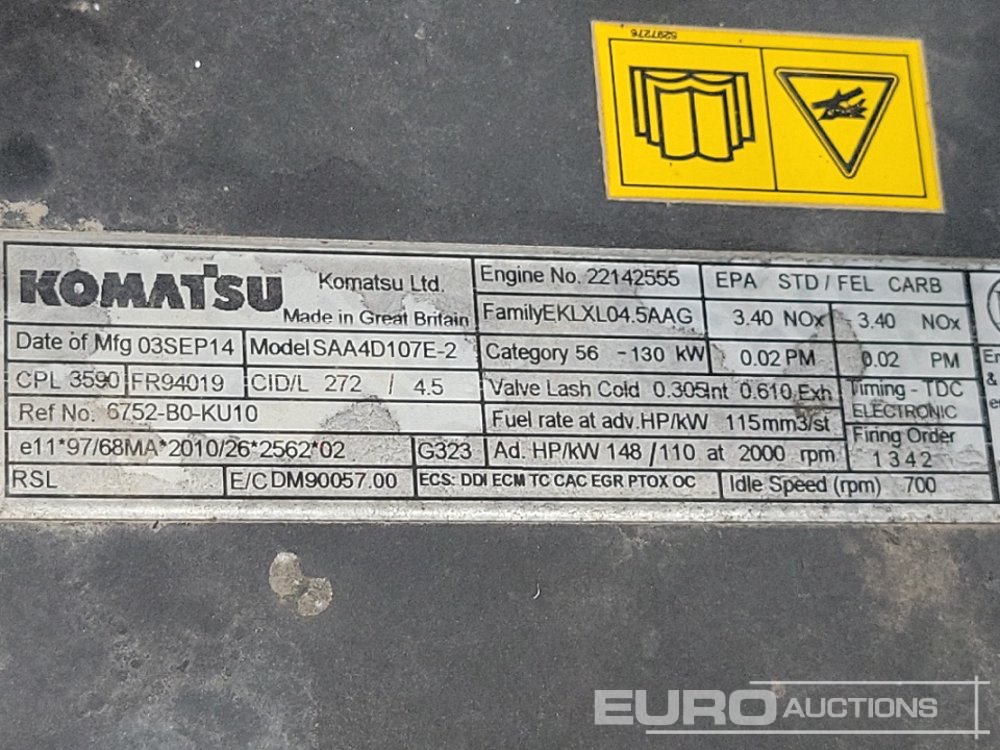 5297276
KOMATSU Komatsu Ltd.
Made in Great Britain
Date of Mfg 03SEP14 Model SAA4D107E-2
CPL 3590 FR94019 CID/L 272 / 4.5
Ref No. 6752-B0-KU10
e11*97/68MA*2010/26*2562*02 G323
RSL E/C DM90057.00
Engine No. 22142555
Family EKLXL04.5AAG
Category 56 - 130 kW
Valve Lash Cold 0.305Int 0.610 Exh
Fuel rate at adv. HP/kW 115mm3/st
Ad. HP/kW 148 / 110 at 2000 rpm
ECS: DDI ECM TC CAC EGR PTOX OC
Idle Speed (rpm) 700
EPA STD / FEL CARB
3.40 NOx 3.40 NOx
0.02 PM 0.02 PM
Timing - TDC
ELECTRONIC
Firing Order
1 3 4 2
EURO AUCTIONS